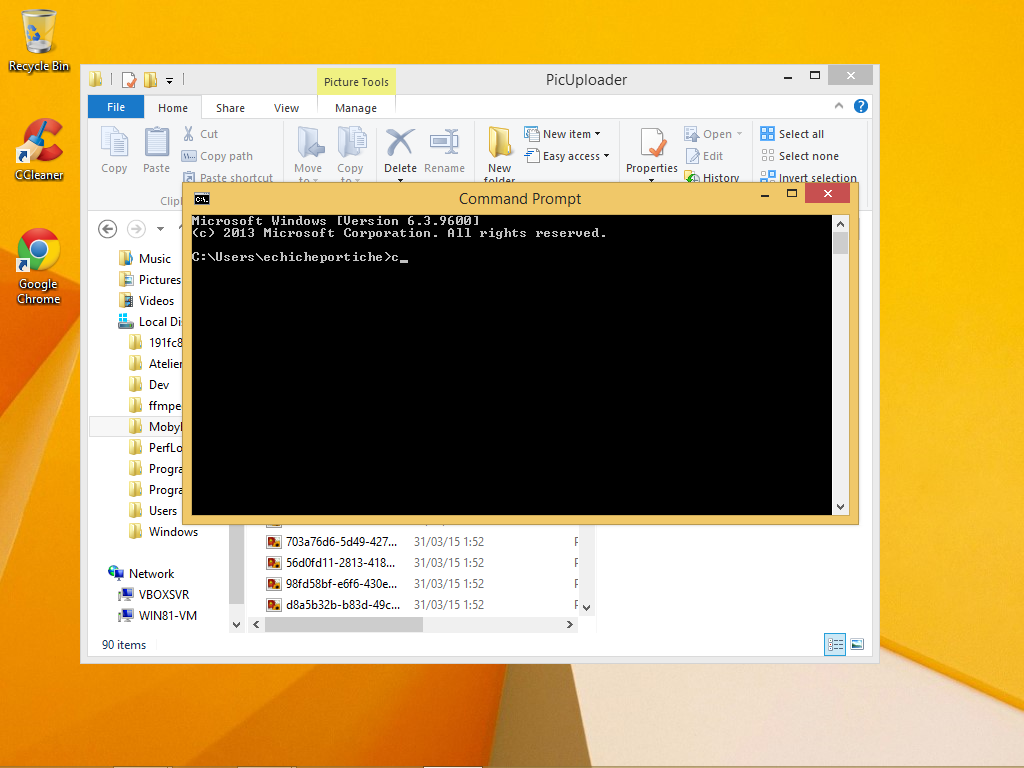 Recycle Bin
CCleaner
Google
Chrome
Picture Tools
PicUploader
File
Home
Share
View
Manage
Copy
Paste
Cut
Copy path
Paste shortcut
Move
to
Copy
to
Delete
Rename
New
folder
New item
Easy access
Properties
Open
Edit
History
Select all
Select none
Invert selection
Command Prompt
Microsoft Windows [Version 6.3.9600]
(c) 2013 Microsoft Corporation. All rights reserved.
C:\Users\echicheportiche>c_
Music
Pictures
Videos
Local Di
191fc8
Atelier
Dev
ffmpe
Mobyl
PerfLo
Progra
Progra
Users
Windows
Network
VBOXSVR
WIN81-VM
703a76d6-5d49-427... 31/03/15 1:52
56d0fd11-2813-418... 31/03/15 1:52
98fd58bf-e6f6-430e... 31/03/15 1:52
d8a5b32b-b83d-49c... 31/03/15 1:52
90 items